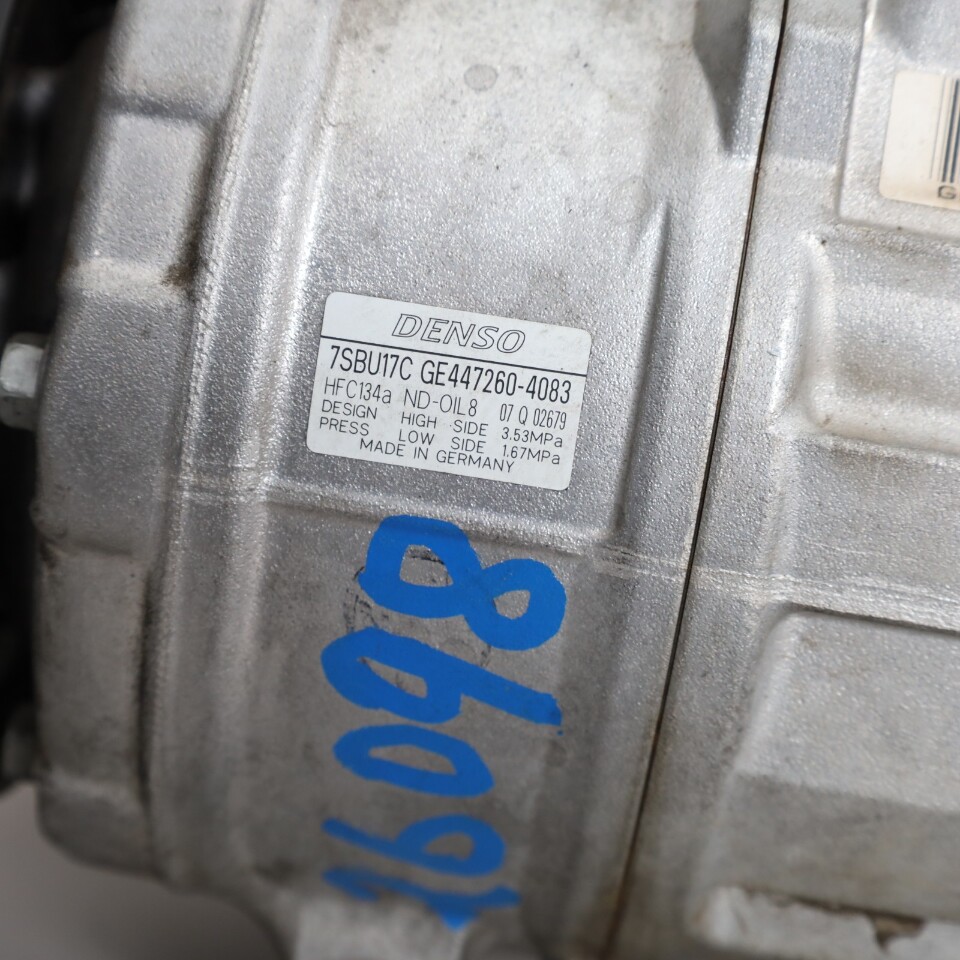 DENSO
7SBU17C GE447260-4083
HFC134a ND-OIL8 07 Q 02679
DESIGN HIGH SIDE 3.53MPa
PRESS LOW SIDE 1.67MPa
MADE IN GERMANY
G